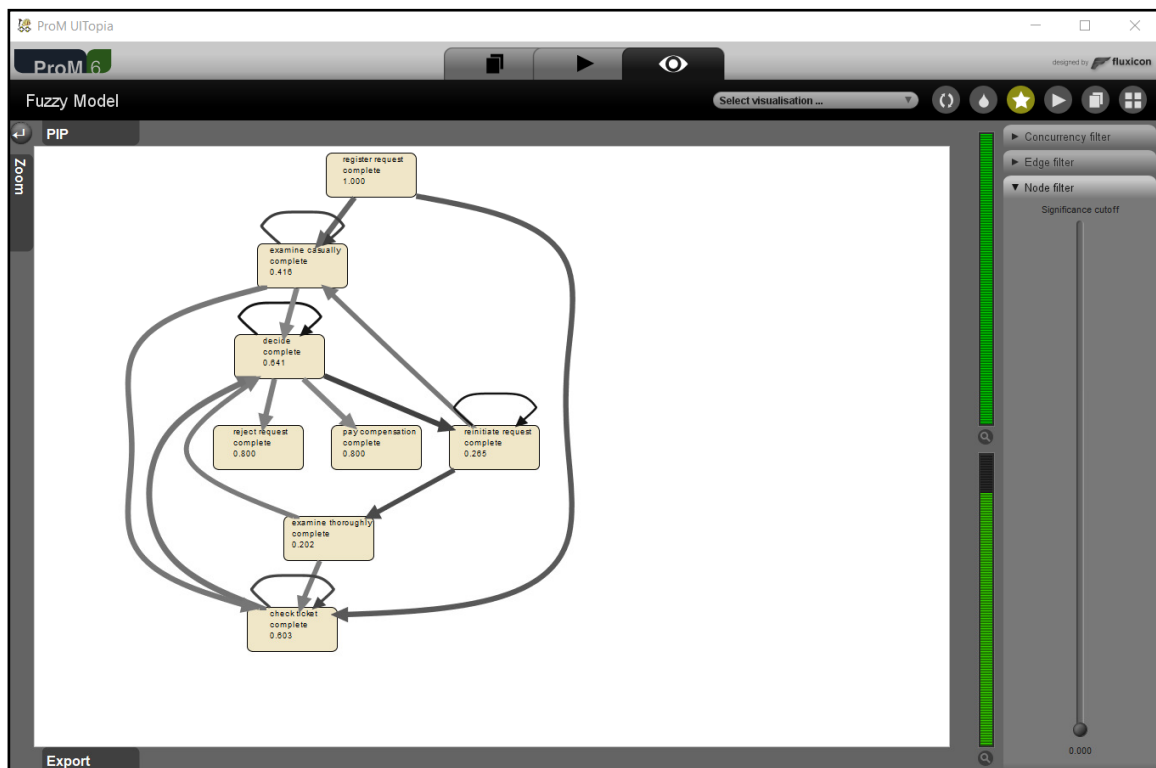 ProM UITopia
ProM 6
designed by fluxicon
Fuzzy Model
Select visualisation ...
PIP
Zoom
Concurrency filter
Edge filter
Node filter
Significance cutoff
register request
complete
1.000
examine casually
complete
0.416
decide
complete
0.641
reject request
complete
0.800
pay compensation
complete
0.800
reinitiate request
complete
0.265
examine thoroughly
complete
0.202
check ticket
complete
0.603
0.000
Export